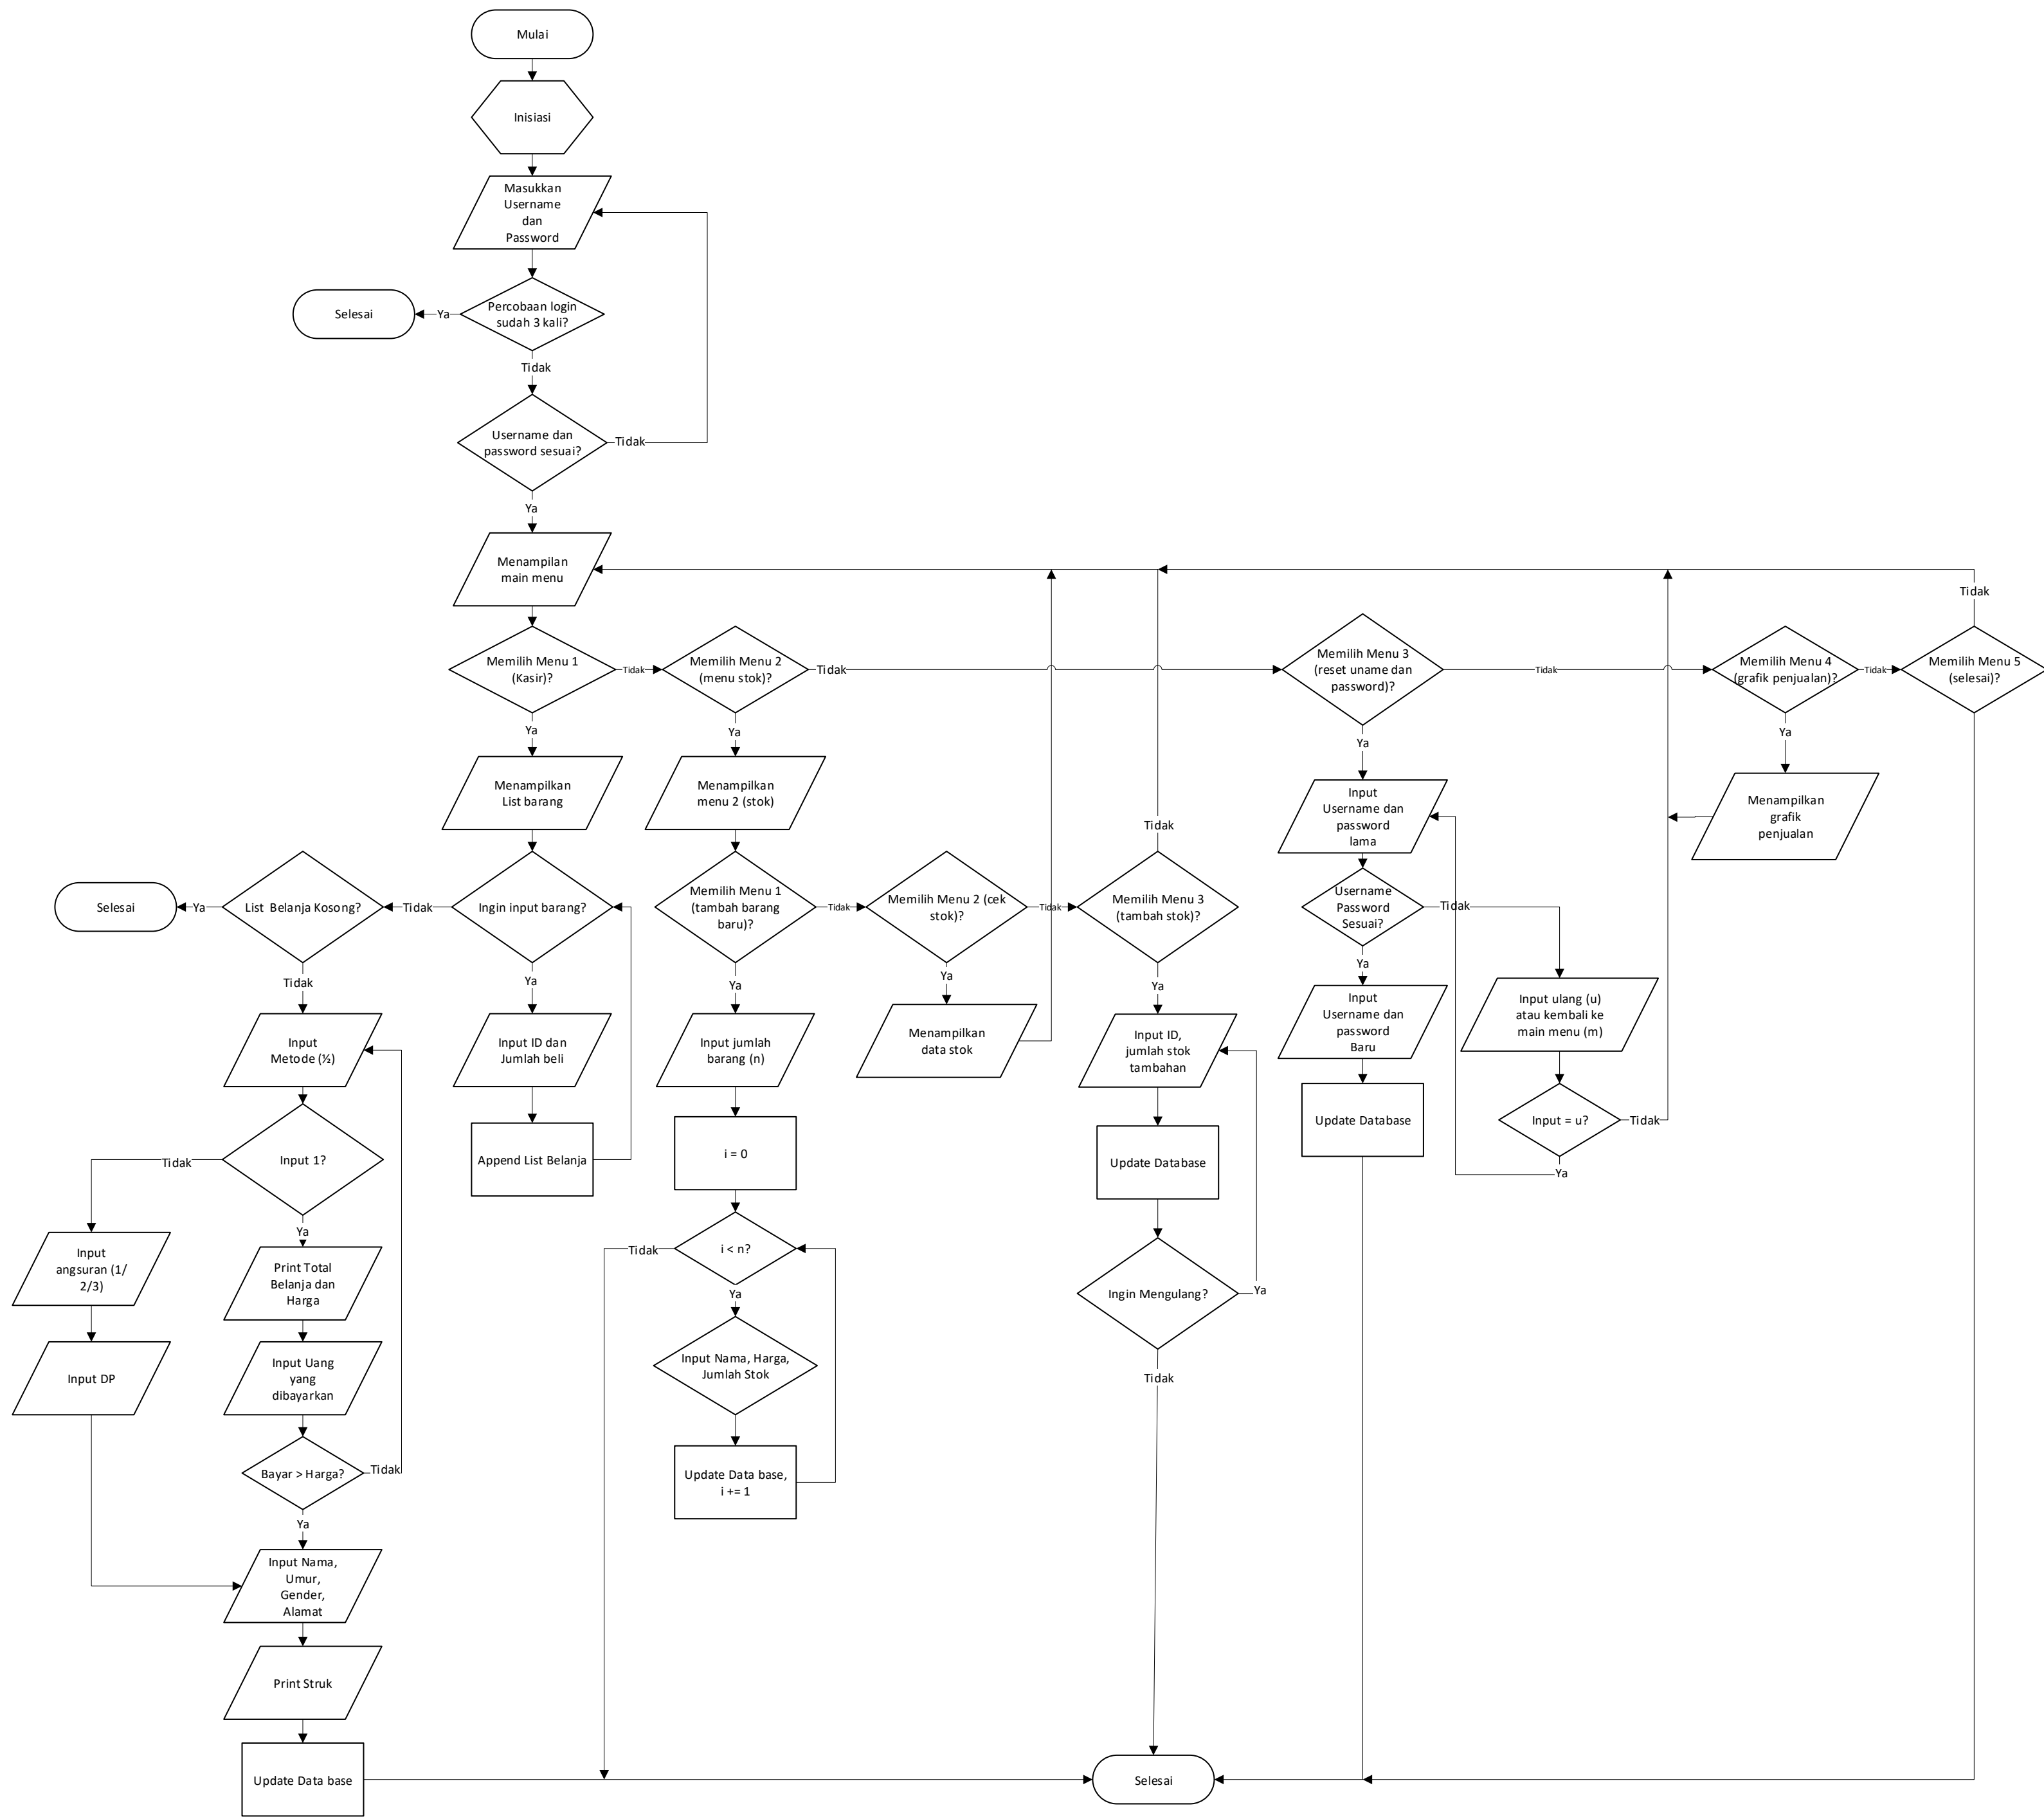 Mulai
Inisiasi
Masukkan
Username
dan
Password
Percobaan login
sudah 3 kali?
Ya
Selesai
Tidak
Username dan
password sesuai?
Tidak
Ya
Menampilan
main menu
Tidak
Memilih Menu 1
(Kasir)?
Tidak
Memilih Menu 2
(menu stok)?
Tidak
Memilih Menu 3
(reset uname dan
password)?
Tidak
Memilih Menu 4
(grafik penjualan)?
Tidak
Memilih Menu 5
(selesai)?
Ya
Ya
Ya
Ya
Menampilkan
List barang
Menampilkan
menu 2 (stok)
Input
Username dan
password
lama
Menampilkan
grafik
penjualan
Tidak
Selesai
Ya
List Belanja Kosong?
Tidak
Ingin input barang?
Memilih Menu 1
(tambah barang
baru)?
Tidak
Memilih Menu 2 (cek
stok)?
Tidak
Memilih Menu 3
(tambah stok)?
Username
Password
Sesuai?
Tidak
Tidak
Ya
Ya
Ya
Ya
Ya
Input
Metode (½)
Input ID dan
Jumlah beli
Input jumlah
barang (n)
Menampilkan
data stok
Input ID,
jumlah stok
tambahan
Input
Username dan
password
Baru
Input ulang (u)
atau kembali ke
main menu (m)
Tidak
Input 1?
Append List Belanja
i = 0
Update Database
Update Database
Input = u?
Tidak
Ya
Ya
Input
angsuran (1/
2/3)
Print Total
Belanja dan
Harga
Tidak
i < n?
Ya
Ingin Mengulang?
Ya
Input DP
Input Uang
yang
dibayarkan
Input Nama, Harga,
Jumlah Stok
Tidak
Bayar > Harga?
Tidak
Update Data base,
i += 1
Ya
Input Nama,
Umur,
Gender,
Alamat
Print Struk
Update Data base
Selesai